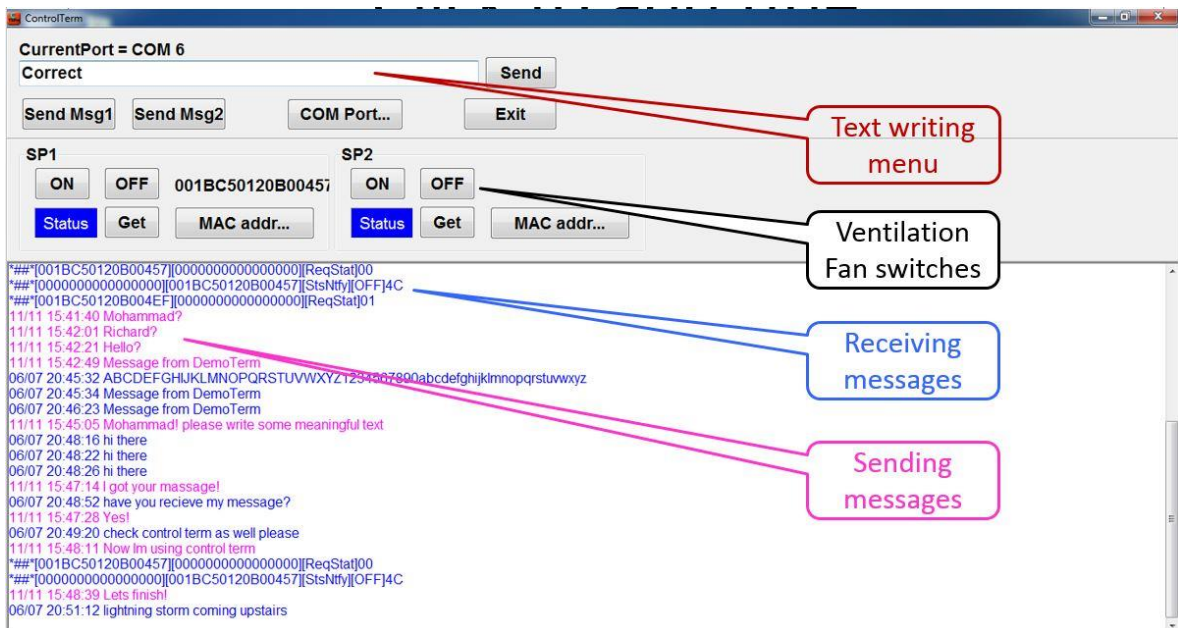 ControlTerm
CurrentPort = COM 6
Correct
Send
Send Msg1 Send Msg2 COM Port... Exit
Text writing
menu
SP1 SP2
ON OFF 001BC50120B00457 ON OFF
Status Get MAC addr... Status Get MAC addr...
Ventilation
Fan switches
*##*[001BC50120B00457][0000000000000000][ReqStat]00
*##*[0000000000000000][001BC50120B00457][StsNtfy][OFF]4C
*##*[001BC50120B004EF][0000000000000000][ReqStat]01
11/11 15:41:40 Mohammad?
11/11 15:42:01 Richard?
11/11 15:42:21 Hello?
11/11 15:42:49 Message from DemoTerm
06/07 20:45:32 ABCDEFGHIJKLMNOPQRSTUVWXYZ1234567890abcdefghijklmnopqrstuvwxyz
06/07 20:45:34 Message from DemoTerm
06/07 20:46:23 Message from DemoTerm
11/11 15:45:05 Mohammad! please write some meaningful text
06/07 20:48:16 hi there
06/07 20:48:22 hi there
06/07 20:48:26 hi there
11/11 15:47:14 I got your massage!
06/07 20:48:52 have you recieve my message?
11/11 15:47:28 Yes!
06/07 20:49:20 check control term as well please
11/11 15:48:11 Now Im using control term
*##*[001BC50120B00457][0000000000000000][ReqStat]00
*##*[0000000000000000][001BC50120B00457][StsNtfy][OFF]4C
11/11 15:48:39 Lets finish!
06/07 20:51:12 lightning storm coming upstairs
Receiving
messages
Sending
messages